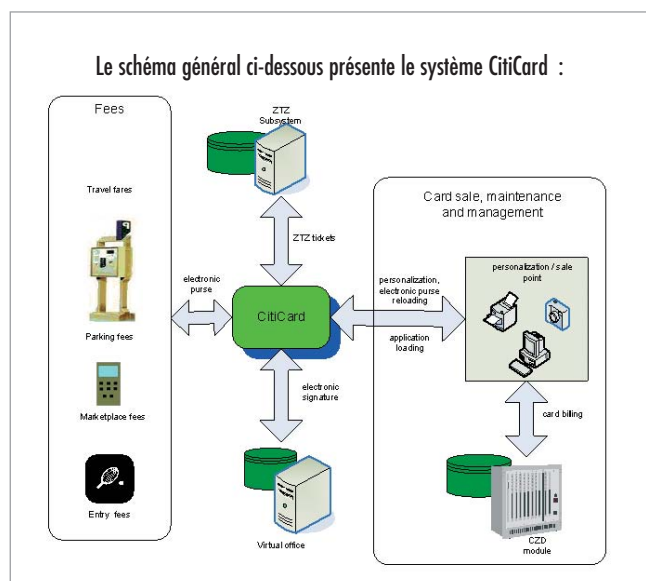 Le schéma général ci-dessous présente le système CitiCard :
Fees
Travel fares
Parking fees
Marketplace fees
Entry fees
ZTZ
Subsystem
ZTZ tickets
electronic
purse
CitiCard
personalization,
electronic purse
reloading
application
loading
electronic
signature
Virtual office
Card sale, maintenance
and management
personalization / sale
point
card billing
CZD
module